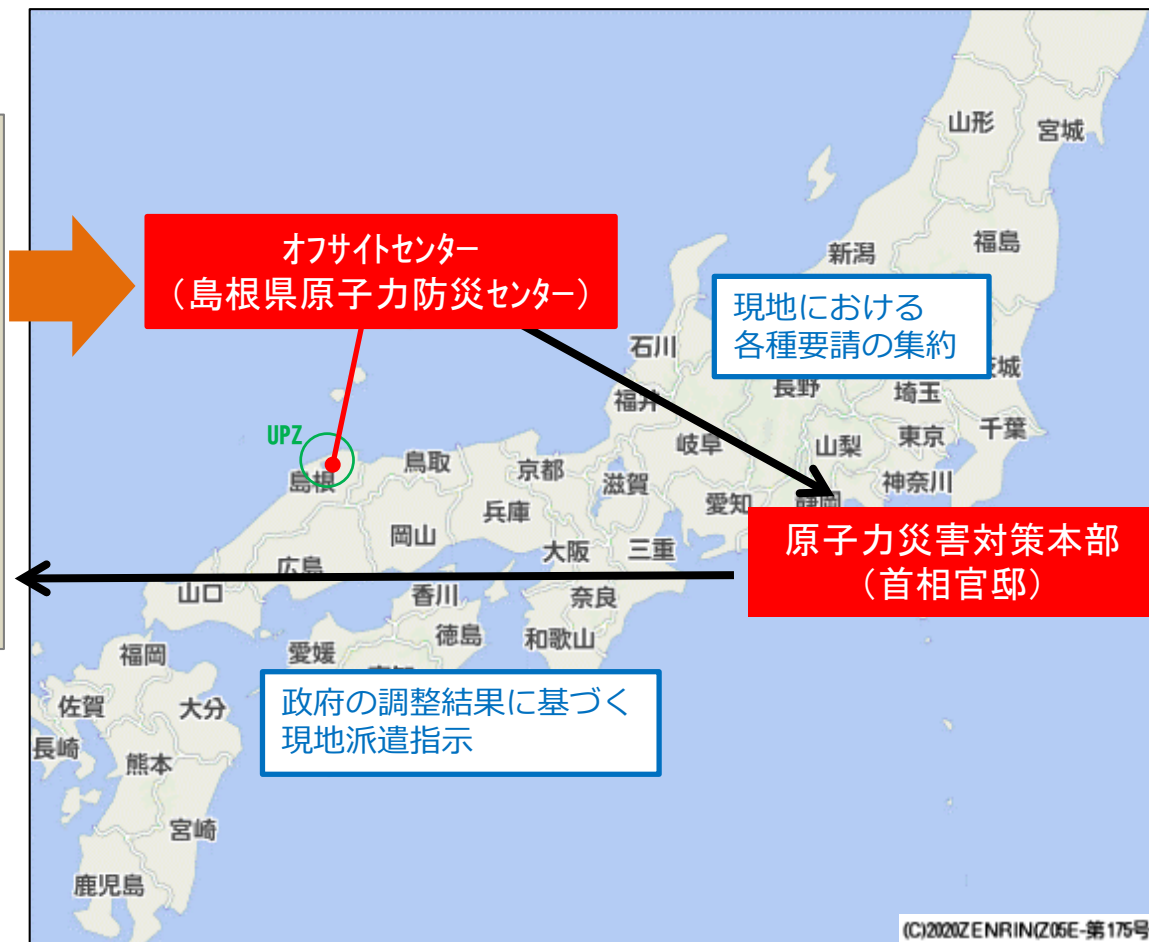 山形
宮城
オフサイトセンター
（島根県原子力防災センター）
新潟
福島
現地における
各種要請の集約
石川
茨城
長野
埼玉
福井
UPZ
岐阜
山梨
東京
千葉
鳥取
京都
島根
滋賀
神奈川
愛知
静岡
兵庫
岡山
大阪
三重
原子力災害対策本部
（首相官邸）
広島
山口
香川
奈良
徳島
和歌山
福岡
愛媛
政府の調整結果に基づく
現地派遣指示
佐賀
大分
長崎
熊本
宮崎
鹿児島
(C)2020ZENRIN(Z05E-第175号